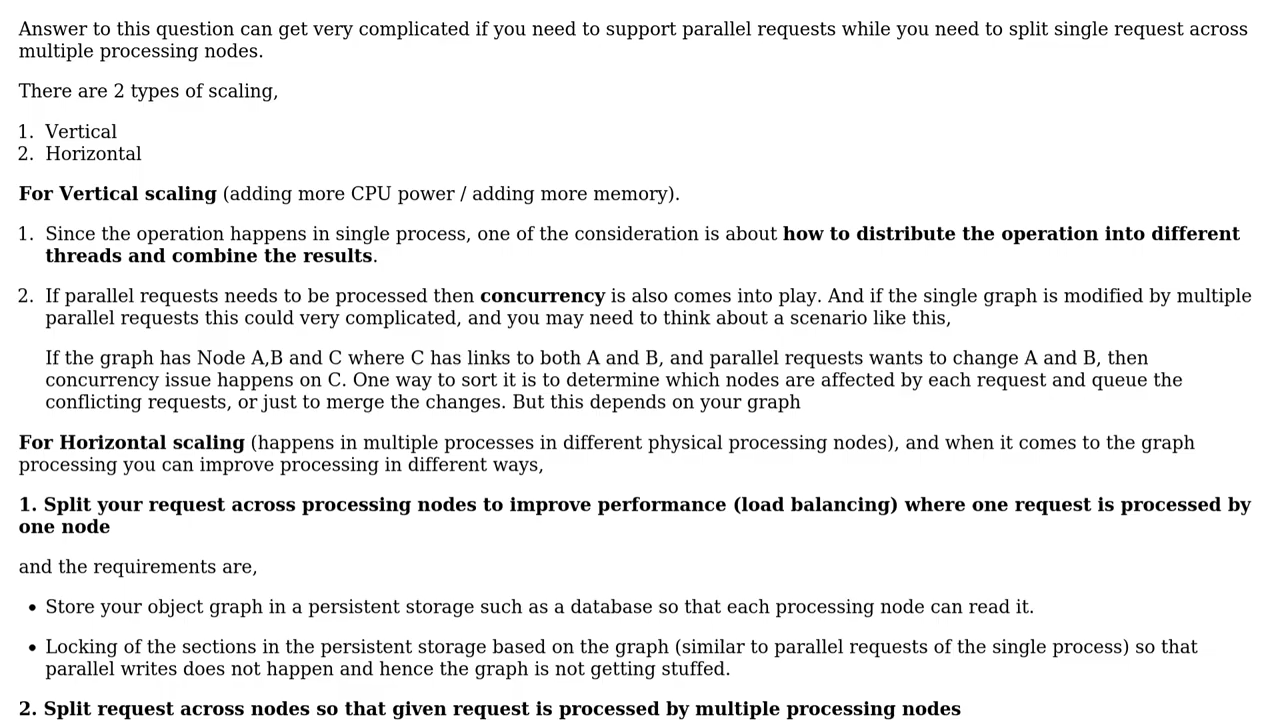 Answer to this question can get very complicated if you need to support parallel requests while you need to split single request across
multiple processing nodes.
There are 2 types of scaling,
1. Vertical
2. Horizontal
For Vertical scaling (adding more CPU power / adding more memory).
1. Since the operation happens in single process, one of the consideration is about how to distribute the operation into different
threads and combine the results.
2. If parallel requests needs to be processed then concurrency is also comes into play. And if the single graph is modified by multiple
parallel requests this could very complicated, and you may need to think about a scenario like this,
If the graph has Node A,B and C where C has links to both A and B, and parallel requests wants to change A and B, then
concurrency issue happens on C. One way to sort it is to determine which nodes are affected by each request and queue the
conflicting requests, or just to merge the changes. But this depends on your graph
For Horizontal scaling (happens in multiple processes in different physical processing nodes), and when it comes to the graph
processing you can improve processing in different ways,
1. Split your request across processing nodes to improve performance (load balancing) where one request is processed by
one node
and the requirements are,
• Store your object graph in a persistent storage such as a database so that each processing node can read it.
• Locking of the sections in the persistent storage based on the graph (similar to parallel requests of the single process) so that
parallel writes does not happen and hence the graph is not getting stuffed.
2. Split request across nodes so that given request is processed by multiple processing nodes